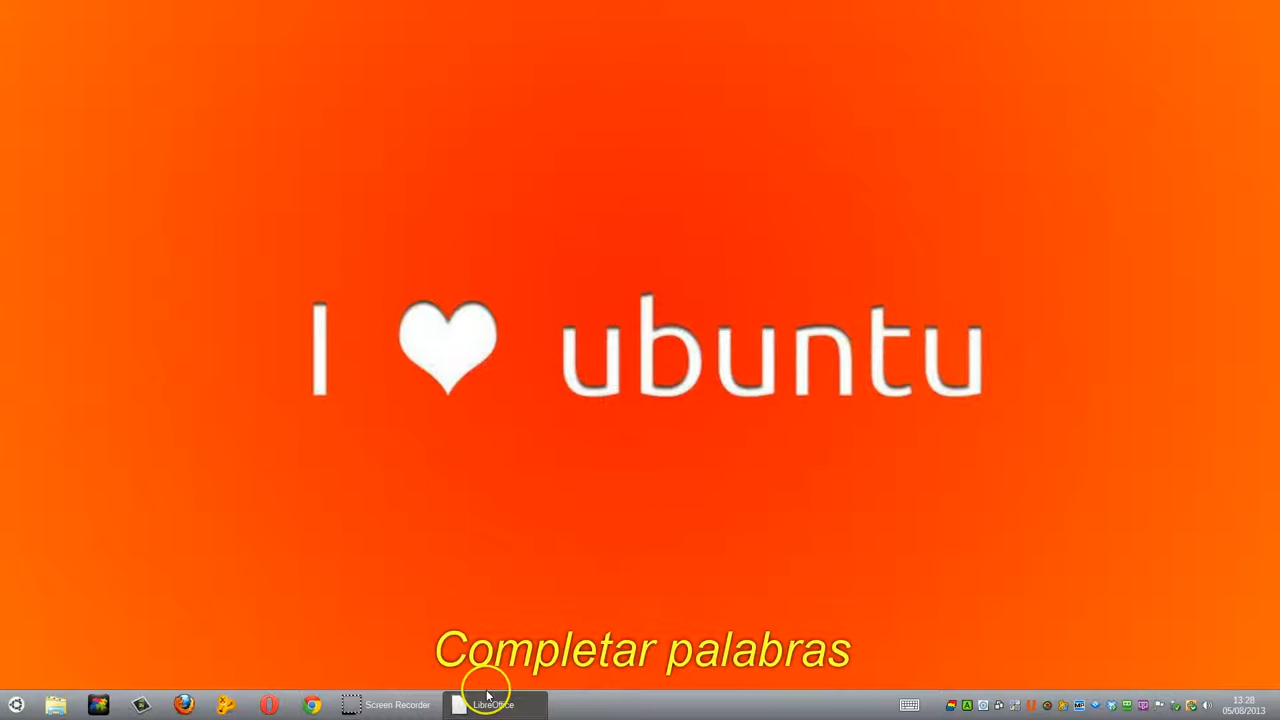 I ubuntu
Completar palabras
Screen Recorder
LibreOffice
13:28
05/08/2013